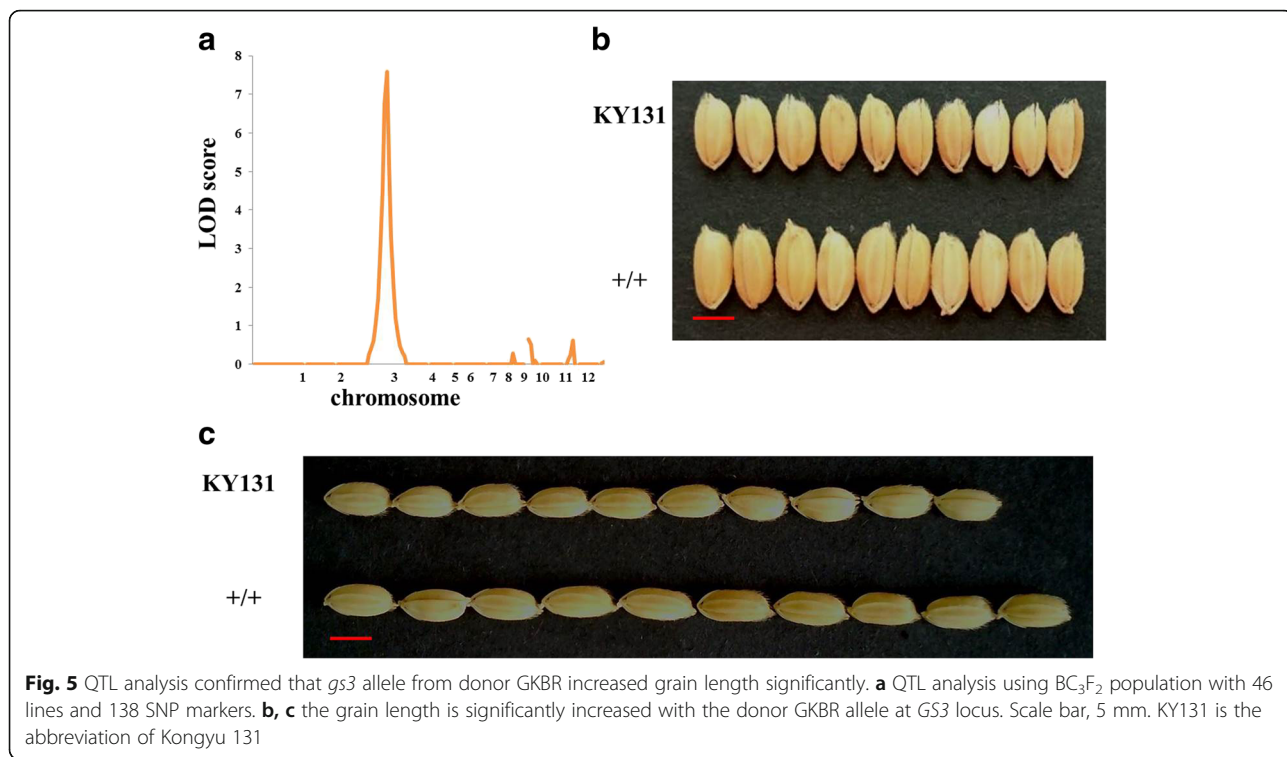 a
8
7
6
5
4
3
2
1
0
LOD score
1 2 3 4 5 6 7 8 9 10 11 12
chromosome
b
KY131
+/+
c
KY131
+/+
Fig. 5 QTL analysis confirmed that gs3 allele from donor GKBR increased grain length significantly. a QTL analysis using BC₃F₂ population with 46
lines and 138 SNP markers. b, c the grain length is significantly increased with the donor GKBR allele at GS3 locus. Scale bar, 5 mm. KY131 is the
abbreviation of Kongyu 131